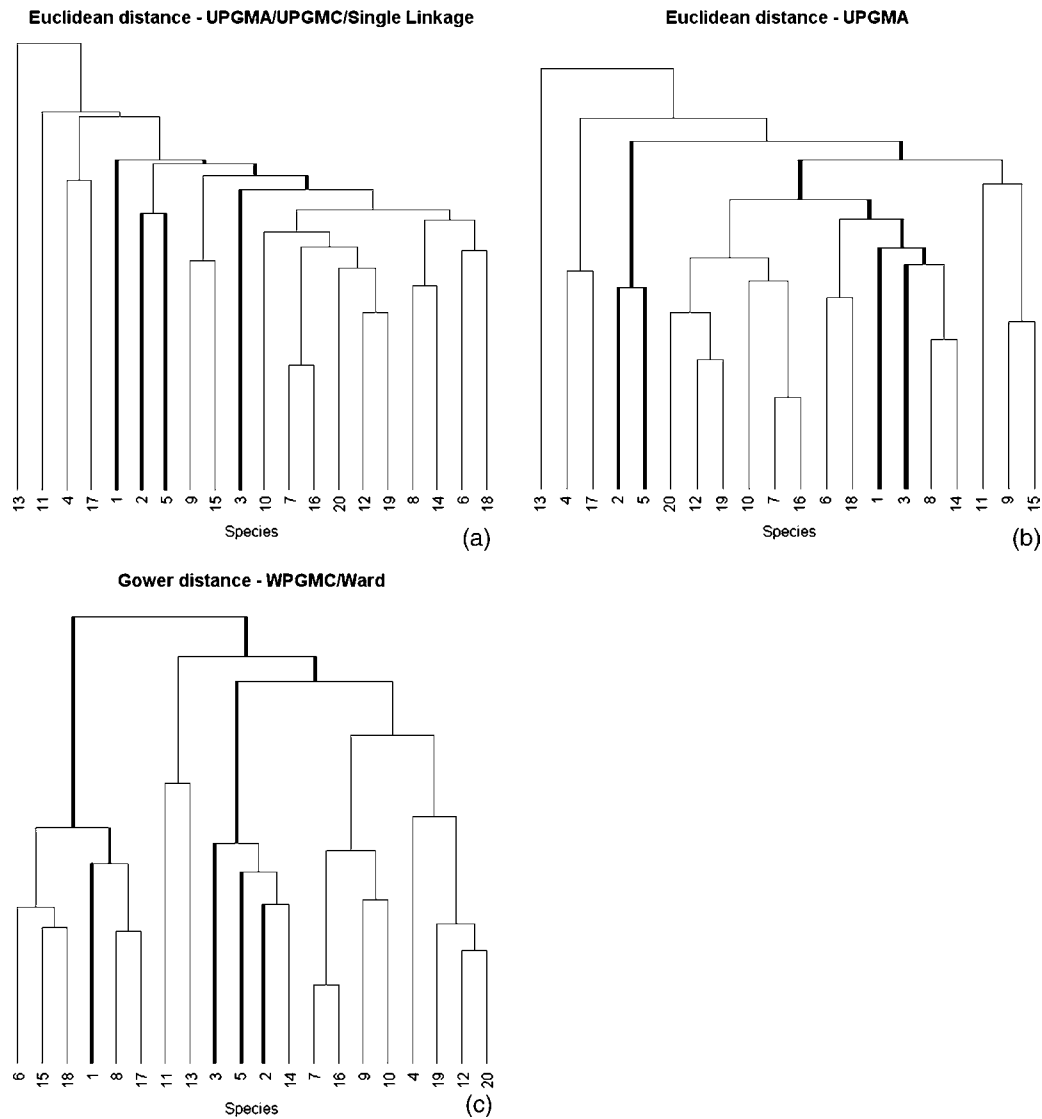 Euclidean distance - UPGMA/UPGMC/Single Linkage
13 11 4 17 1 2 5 9 15 3 10 7 16 20 12 19 8 14 6 18
Species
(a)
Euclidean distance - UPGMA
13 4 17 2 5 20 12 19 10 7 16 6 18 1 3 8 14 11 9 15
Species
(b)
Gower distance - WPGMC/Ward
6 15 18 1 8 17 11 13 3 5 2 14 7 16 9 10 4 19 12 20
Species
(c)